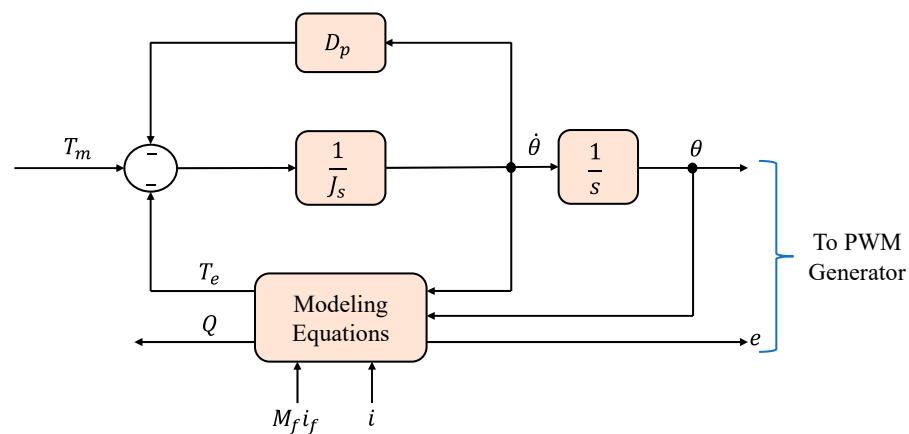 D_p
T_m
-
-
1
J_s
θ̇
1
s
θ
To PWM
Generator
T_e
Modeling
Equations
Q
e
M_f i_f
i